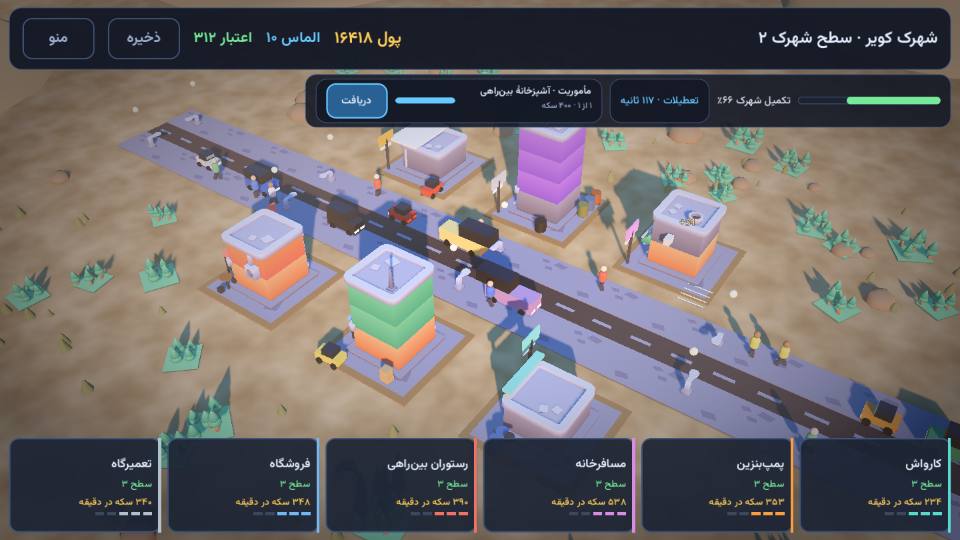 شهرک کویر · سطح شهرک ۲
پول ۱۶۴۱۸
الماس ۱۰
اعتبار ۳۱۲
ذخیره
منو
تکمیل شهرک ۶۶٪
تعطیلات · ۱۱۷ ثانیه
مأموریت · آشپزخانهٔ بین‌راهی
۱ از ۱ · ۴۰۰ سکه
دریافت
کارواش
سطح ۳
۲۳۴ سکه در دقیقه
پمپ‌بنزین
سطح ۳
۳۵۳ سکه در دقیقه
مسافرخانه
سطح ۳
۵۳۸ سکه در دقیقه
رستوران بین‌راهی
سطح ۳
۳۹۰ سکه در دقیقه
فروشگاه
سطح ۳
۳۴۸ سکه در دقیقه
تعمیرگاه
سطح ۳
۳۴۰ سکه در دقیقه